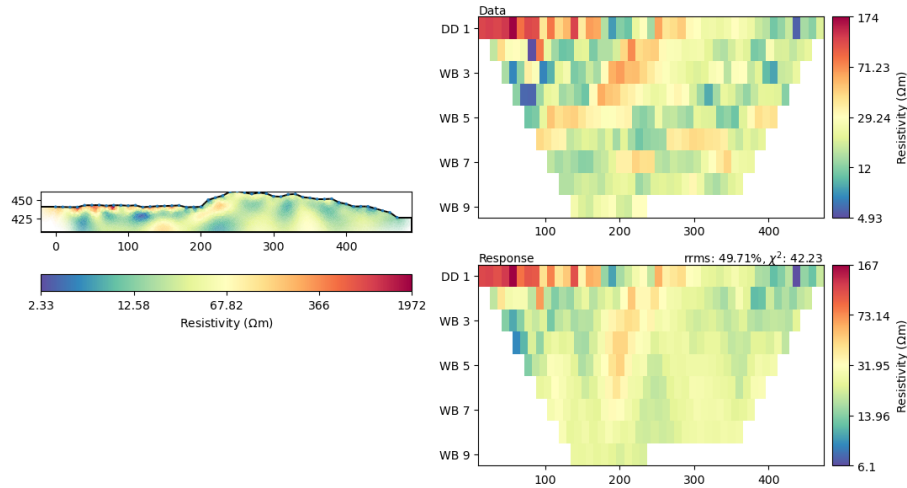 450
425
0 100 200 300 400
2.33 12.58 67.82 366 1972
Resistivity (Ωm)
Data
DD 1
WB 3
WB 5
WB 7
WB 9
100 200 300 400
174
71.23
29.24
12
4.93
Resistivity (Ωm)
Response rrms: 49.71%, χ²: 42.23
DD 1
WB 3
WB 5
WB 7
WB 9
100 200 300 400
167
73.14
31.95
13.96
6.1
Resistivity (Ωm)